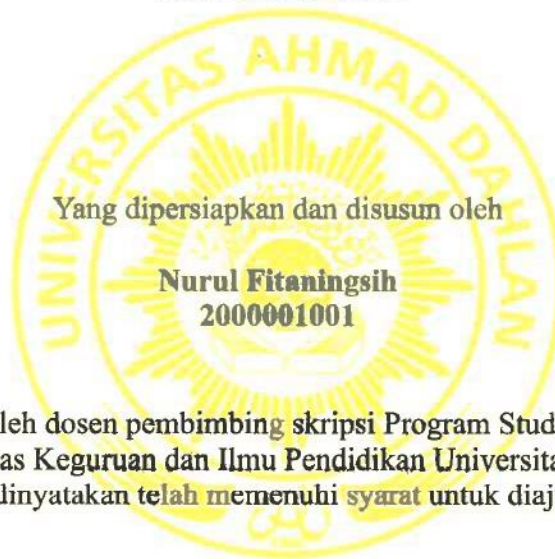 UNIVERSITAS AHMAD DAHLAN
Yang dipersiapkan dan disusun oleh
Nurul Fitaningsih
2000001001
leh dosen pembimbing skripsi Program Stud
as Keguruan dan Ilmu Pendidikan Universita
dinyatakan telah memenuhi syarat untuk diaj